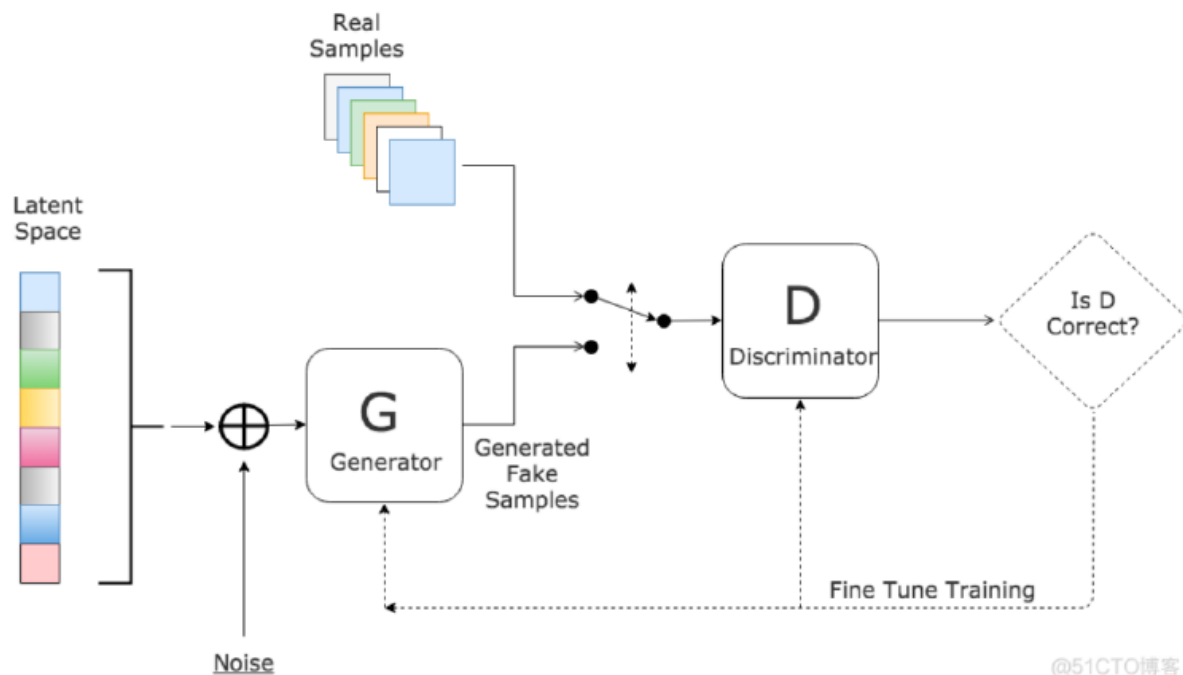 Real
Samples
Latent
Space
D
Discriminator
Is D
Correct?
G
Generator
Generated
Fake
Samples
Fine Tune Training
Noise
@51CTO博客